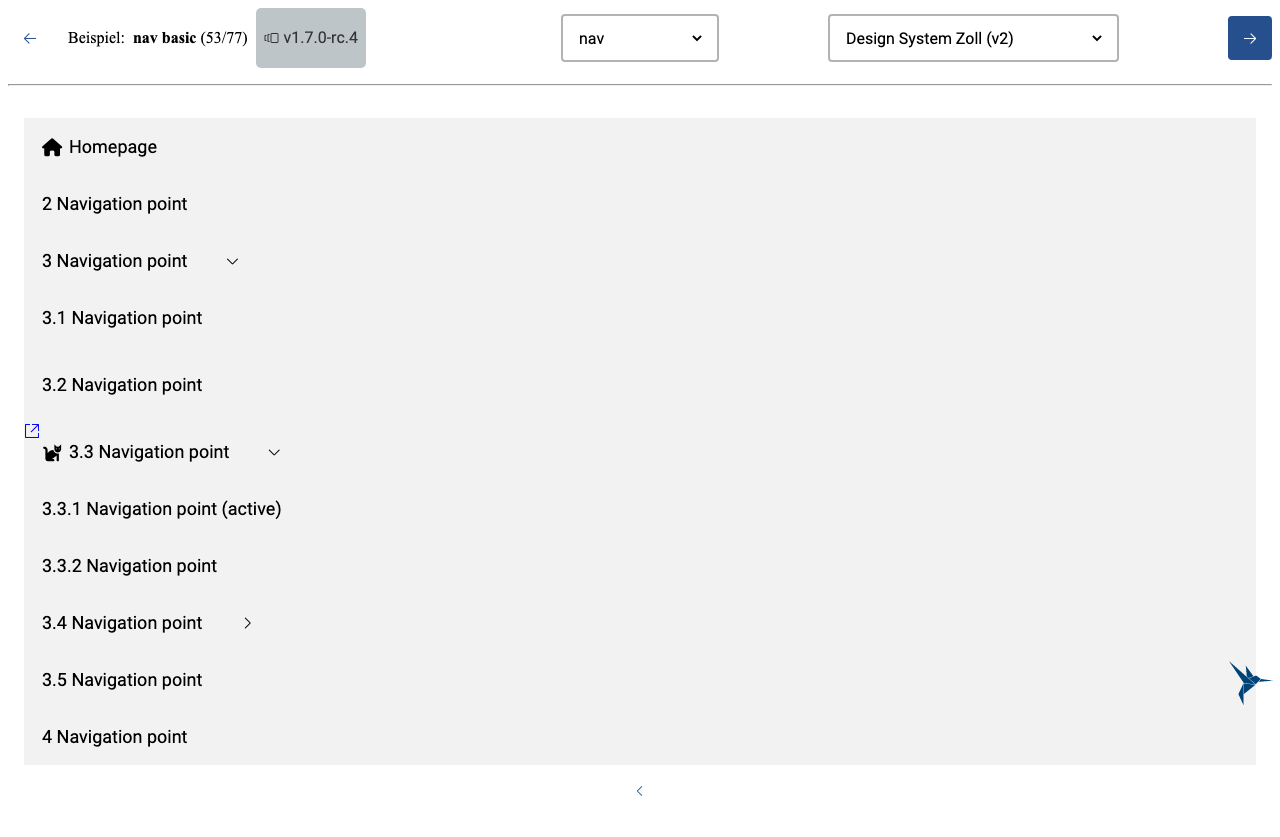 Beispiel: nav basic (53/77) v1.7.0-rc.4 nav Design System Zoll (v2)
Homepage
2 Navigation point
3 Navigation point
3.1 Navigation point
3.2 Navigation point
3.3 Navigation point
3.3.1 Navigation point (active)
3.3.2 Navigation point
3.4 Navigation point
3.5 Navigation point
4 Navigation point